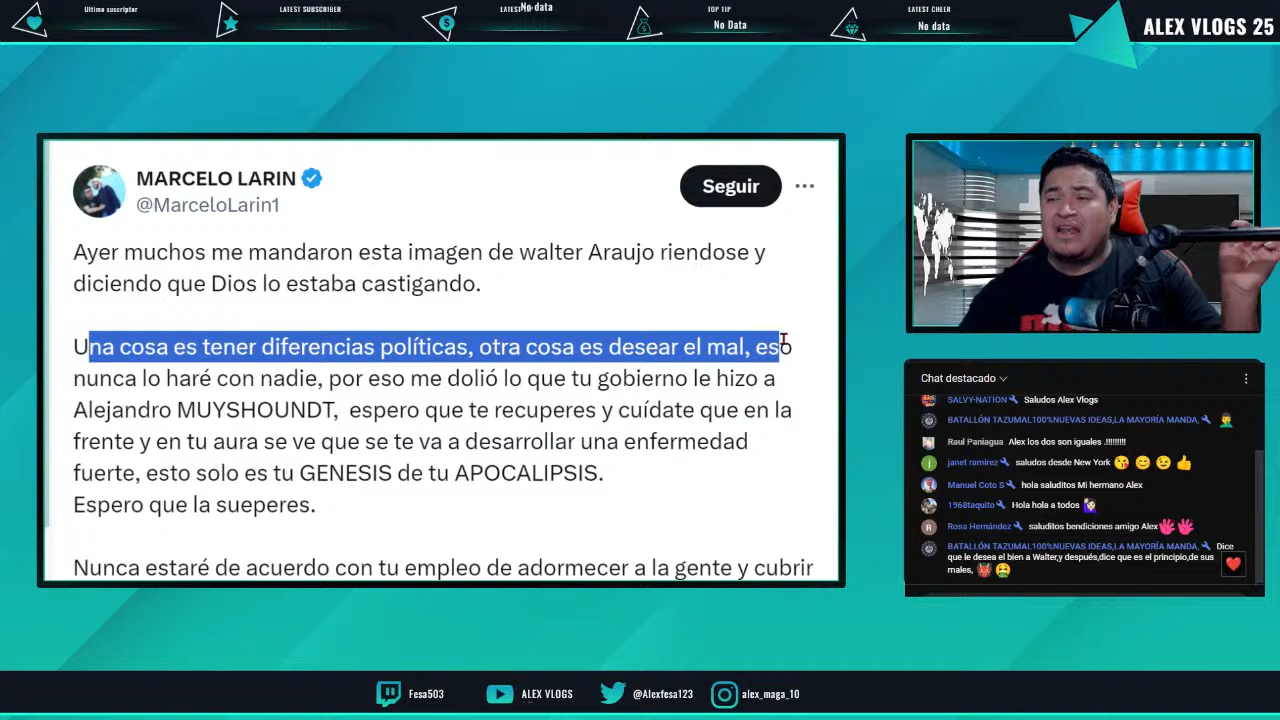 Ultimo suscriptor
LATEST SUBSCRIBER
LATEST
No data
TOP TIP
No Data
LATEST CHEER
No data
ALEX VLOGS 25
MARCELO LARIN
@MarceloLarin1
Seguir
Ayer muchos me mandaron esta imagen de walter Araujo riendose y
diciendo que Dios lo estaba castigando.
Una cosa es tener diferencias políticas, otra cosa es desear el mal, eso
nunca lo haré con nadie, por eso me dolió lo que tu gobierno le hizo a
Alejandro MUYSHOUNDT, espero que te recuperes y cuídate que en la
frente y en tu aura se ve que se te va a desarrollar una enfermedad
fuerte, esto solo es tu GENESIS de tu APOCALIPSIS.
Espero que la sueperes.
Nunca estaré de acuerdo con tu empleo de adormecer a la gente y cubrir
Chat destacado
SALVY-NATION Saludos Alex Vlogs
BATALLÓN TAZUMAL100%NUEVAS IDEAS,LA MAYORÍA MANDA,
Raul Paniagua Alex los dos son iguales .!!!!!!!!!
janet ramirez saludos desde New York
Manuel Coto S hola saluditos Mi hermano Alex
1968taquito Hola hola a todos
Rosa Hernández saluditos bendiciones amigo Alex
BATALLÓN TAZUMAL100%NUEVAS IDEAS,LA MAYORÍA MANDA, Dice
que le desea el bien a Walter,y después,dice que es el principio,de sus
males,
Fesa503
ALEX VLOGS
@Alexfesa123
alex_maga_10